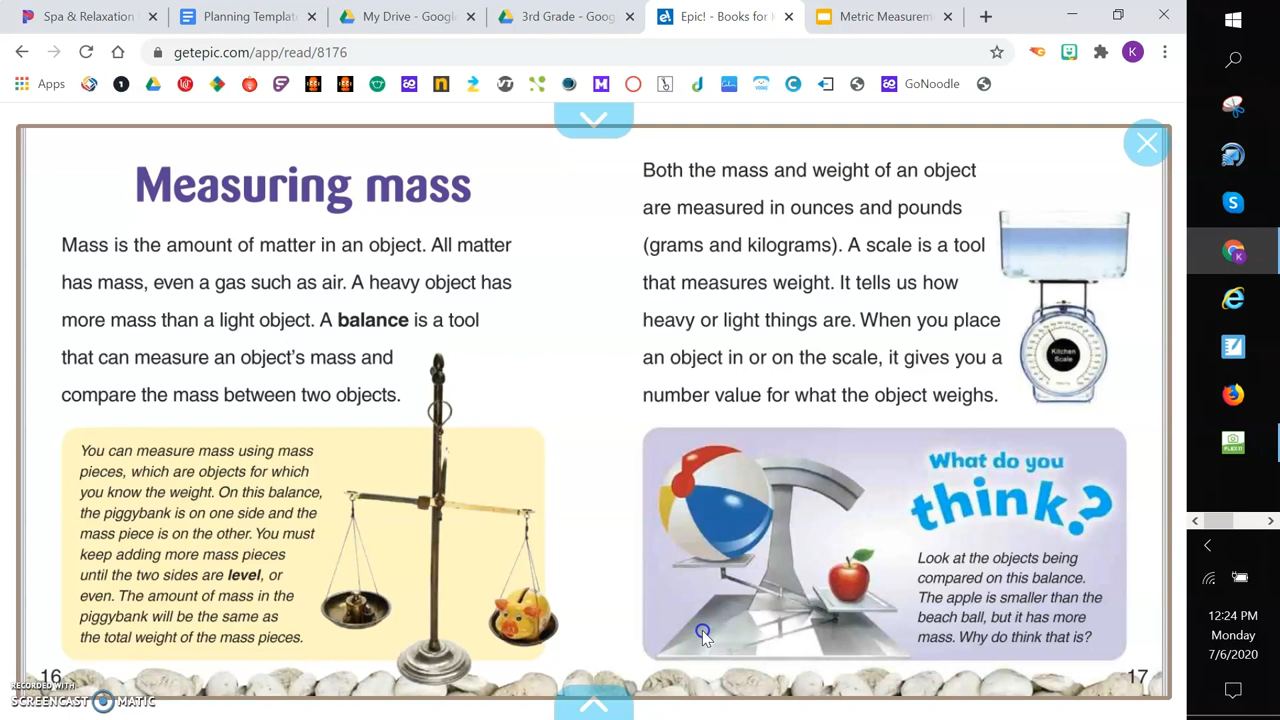 Spa & Relaxation
Planning Templat
My Drive - Google
3rd Grade - Goog
Epic! - Books for
Metric Measurem
getepic.com/app/read/8176
Apps
GoNoodle
Measuring mass
Mass is the amount of matter in an object. All matter
has mass, even a gas such as air. A heavy object has
more mass than a light object. A balance is a tool
that can measure an object's mass and
compare the mass between two objects.
You can measure mass using mass
pieces, which are objects for which
you know the weight. On this balance,
the piggybank is on one side and the
mass piece is on the other. You must
keep adding more mass pieces
until the two sides are level, or
even. The amount of mass in the
piggybank will be the same as
the total weight of the mass pieces.
16
Both the mass and weight of an object
are measured in ounces and pounds
(grams and kilograms). A scale is a tool
that measures weight. It tells us how
heavy or light things are. When you place
an object in or on the scale, it gives you a
number value for what the object weighs.
Kitchen
Scale
What do you
think?
Look at the objects being
compared on this balance.
The apple is smaller than the
beach ball, but it has more
mass. Why do think that is?
17
RECORDED WITH
SCREENCAST MATIC
12:24 PM
Monday
7/6/2020